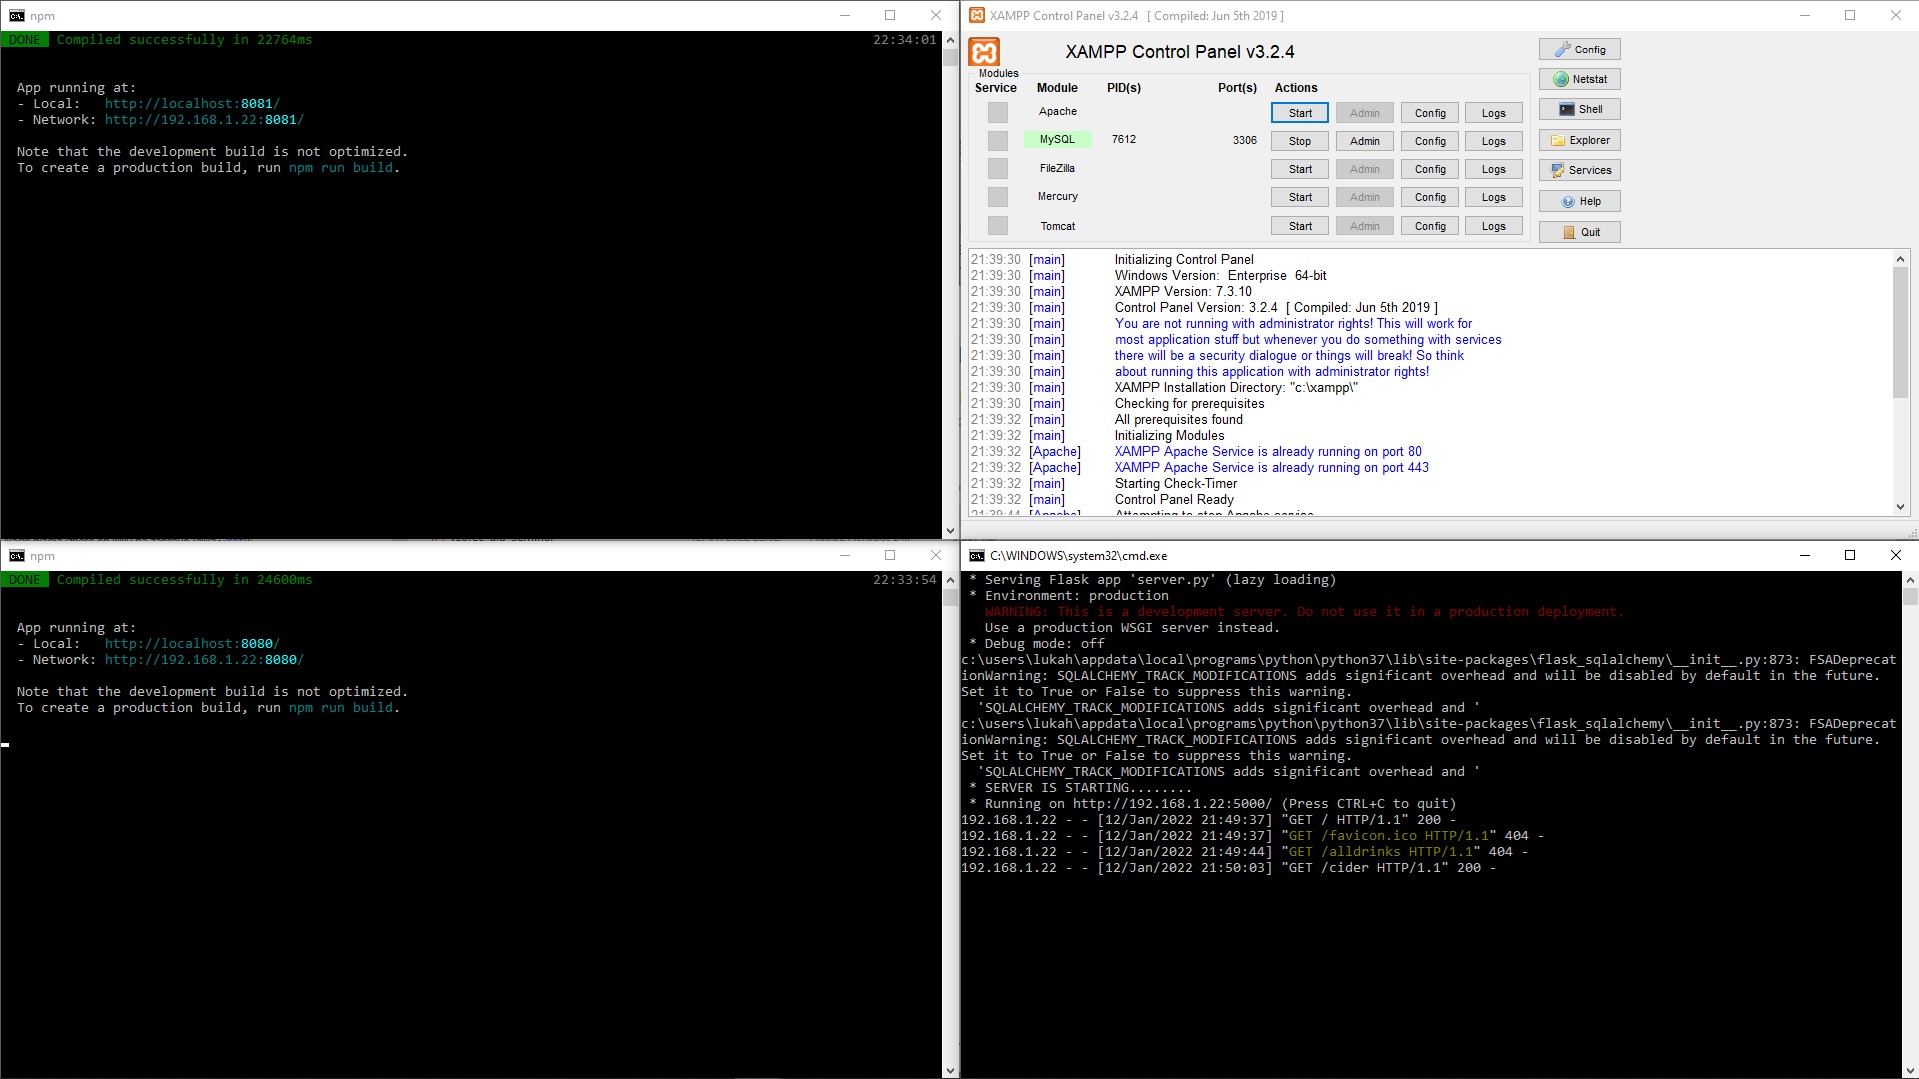 npm
DONE Compiled successfully in 22764ms 22:34:01
App running at:
- Local: http://localhost:8081/
- Network: http://192.168.1.22:8081/
Note that the development build is not optimized.
To create a production build, run npm run build.
XAMPP Control Panel v3.2.4 [ Compiled: Jun 5th 2019 ]
XAMPP Control Panel v3.2.4
Modules
Service Module PID(s) Port(s) Actions
Apache Start Admin Config Logs
MySQL 7612 3306 Stop Admin Config Logs
FileZilla Start Admin Config Logs
Mercury Start Admin Config Logs
Tomcat Start Admin Config Logs
Config
Netstat
Shell
Explorer
Services
Help
Quit
21:39:30 [main] Initializing Control Panel
21:39:30 [main] Windows Version: Enterprise 64-bit
21:39:30 [main] XAMPP Version: 7.3.10
21:39:30 [main] Control Panel Version: 3.2.4 [ Compiled: Jun 5th 2019 ]
21:39:30 [main] You are not running with administrator rights! This will work for
21:39:30 [main] most application stuff but whenever you do something with services
21:39:30 [main] there will be a security dialogue or things will break! So think
21:39:30 [main] about running this application with administrator rights!
21:39:30 [main] XAMPP Installation Directory: "c:\xampp\"
21:39:30 [main] Checking for prerequisites
21:39:32 [main] All prerequisites found
21:39:32 [main] Initializing Modules
21:39:32 [Apache] XAMPP Apache Service is already running on port 80
21:39:32 [Apache] XAMPP Apache Service is already running on port 443
21:39:32 [main] Starting Check-Timer
21:39:32 [main] Control Panel Ready
21:39:44 [Apache] Attempting to stop Apache service
npm
DONE Compiled successfully in 24600ms 22:33:54
App running at:
- Local: http://localhost:8080/
- Network: http://192.168.1.22:8080/
Note that the development build is not optimized.
To create a production build, run npm run build.
C:\WINDOWS\system32\cmd.exe
* Serving Flask app 'server.py' (lazy loading)
* Environment: production
WARNING: This is a development server. Do not use it in a production deployment.
Use a production WSGI server instead.
* Debug mode: off
c:\users\lukah\appdata\local\programs\python\python37\lib\site-packages\flask_sqlalchemy\__init__.py:873: FSADeprecat
ionWarning: SQLALCHEMY_TRACK_MODIFICATIONS adds significant overhead and will be disabled by default in the future.
Set it to True or False to suppress this warning.
'SQLALCHEMY_TRACK_MODIFICATIONS adds significant overhead and '
c:\users\lukah\appdata\local\programs\python\python37\lib\site-packages\flask_sqlalchemy\__init__.py:873: FSADeprecat
ionWarning: SQLALCHEMY_TRACK_MODIFICATIONS adds significant overhead and will be disabled by default in the future.
Set it to True or False to suppress this warning.
'SQLALCHEMY_TRACK_MODIFICATIONS adds significant overhead and '
* SERVER IS STARTING........
* Running on http://192.168.1.22:5000/ (Press CTRL+C to quit)
192.168.1.22 - - [12/Jan/2022 21:49:37] "GET / HTTP/1.1" 200 -
192.168.1.22 - - [12/Jan/2022 21:49:37] "GET /favicon.ico HTTP/1.1" 404 -
192.168.1.22 - - [12/Jan/2022 21:49:44] "GET /alldrinks HTTP/1.1" 404 -
192.168.1.22 - - [12/Jan/2022 21:50:03] "GET /cider HTTP/1.1" 200 -